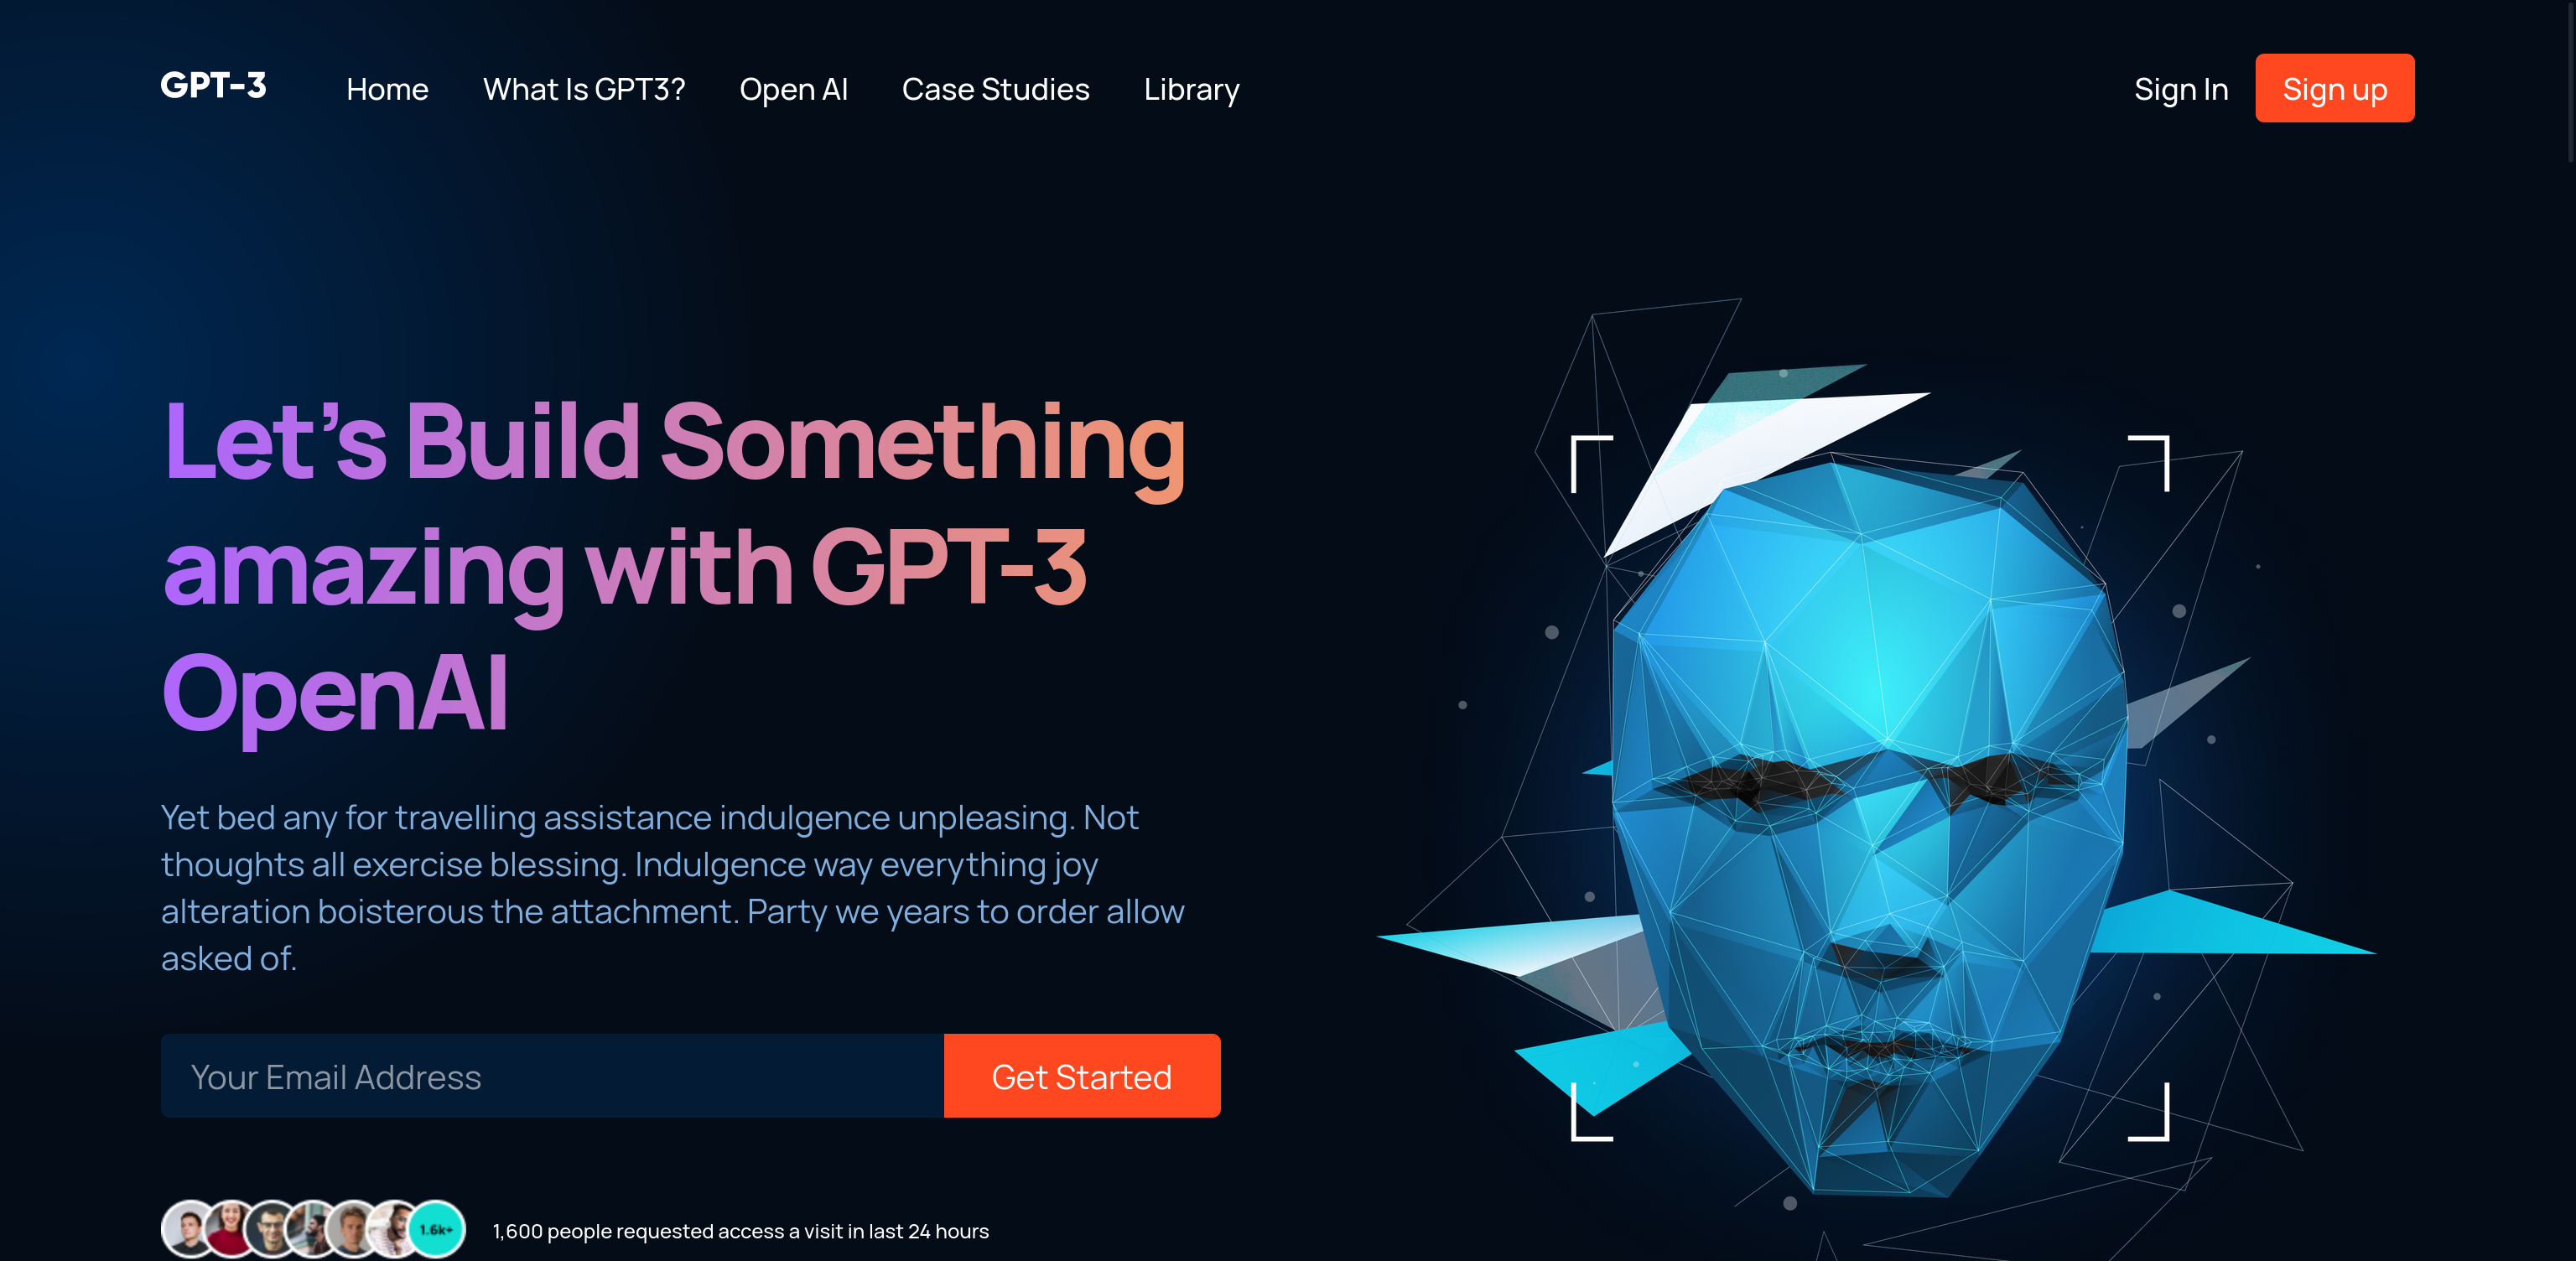 GPT-3 Home What Is GPT3? Open AI Case Studies Library Sign In Sign up
Let’s Build Something
amazing with GPT-3
OpenAI
Yet bed any for travelling assistance indulgence unpleasing. Not
thoughts all exercise blessing. Indulgence way everything joy
alteration boisterous the attachment. Party we years to order allow
asked of.
Your Email Address Get Started
1.6k+ 1,600 people requested access a visit in last 24 hours